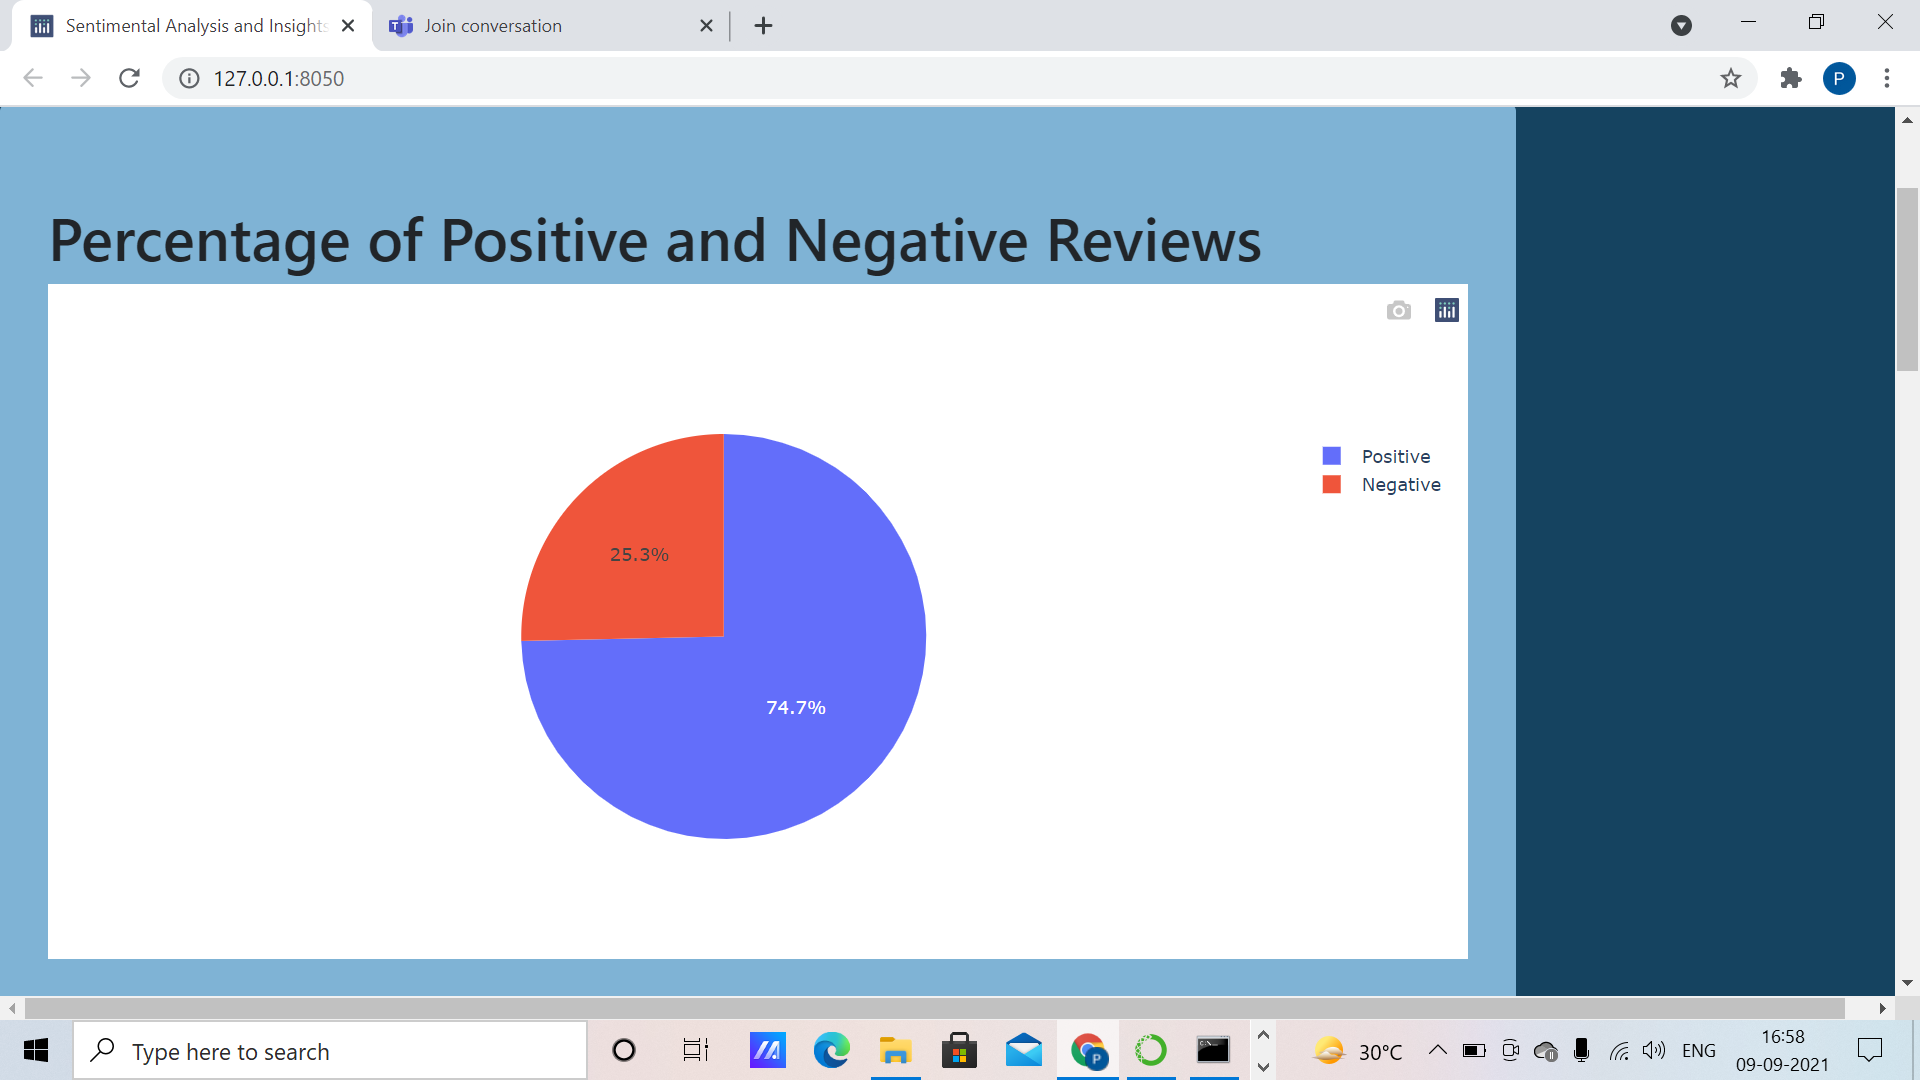 Sentimental Analysis and Insights
Join conversation
127.0.0.1:8050
P
Percentage of Positive and Negative Reviews
Positive
Negative
25.3%
74.7%
Type here to search
P
30°C
ENG
16:58
09-09-2021